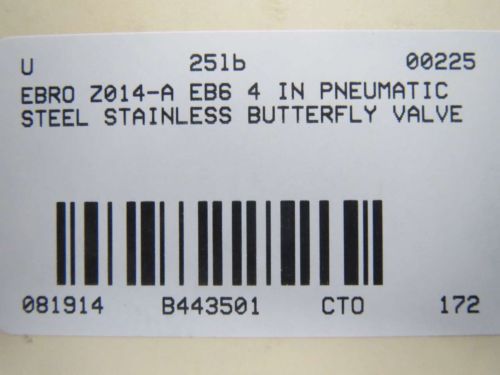 U 25lb 00225
EBRO Z014-A EB6 4 IN PNEUMATIC
STEEL STAINLESS BUTTERFLY VALVE
081914 B443501 CTO 172